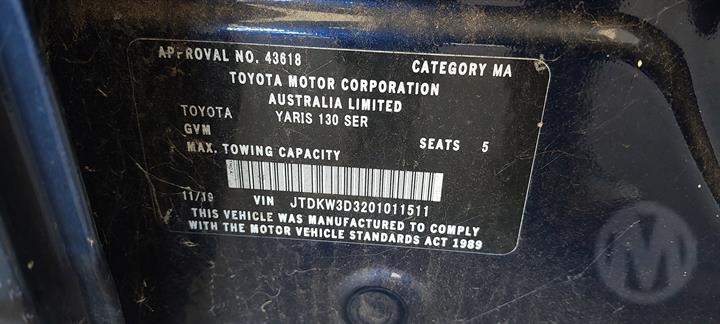 APPROVAL NO. 43618 CATEGORY MA
TOYOTA MOTOR CORPORATION
AUSTRALIA LIMITED
TOYOTA YARIS 130 SER
GVM SEATS 5
MAX. TOWING CAPACITY
11/19 VIN JTDKW3D3201011511
THIS VEHICLE WAS MANUFACTURED TO COMPLY
WITH THE MOTOR VEHICLE STANDARDS ACT 1989
M